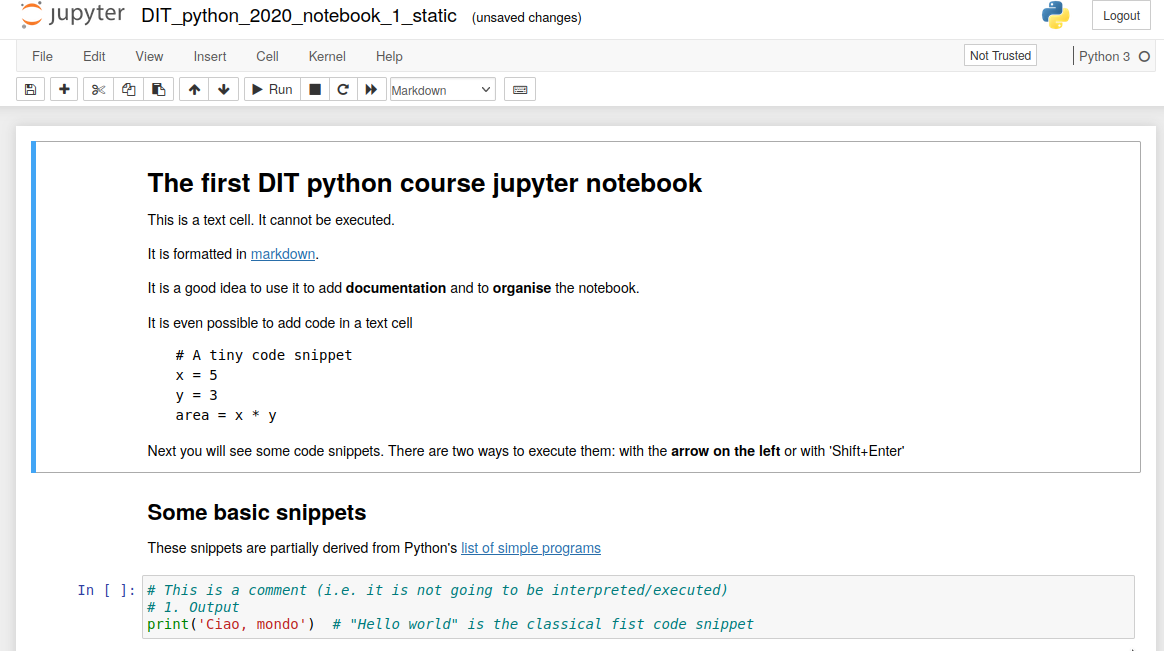 jupyter DIT_python_2020_notebook_1_static (unsaved changes) Logout
File Edit View Insert Cell Kernel Help Not Trusted Python 3
Run Markdown
The first DIT python course jupyter notebook
This is a text cell. It cannot be executed.
It is formatted in markdown.
It is a good idea to use it to add documentation and to organise the notebook.
It is even possible to add code in a text cell
# A tiny code snippet
x = 5
y = 3
area = x * y
Next you will see some code snippets. There are two ways to execute them: with the arrow on the left or with 'Shift+Enter'
Some basic snippets
These snippets are partially derived from Python's list of simple programs
In [ ]: # This is a comment (i.e. it is not going to be interpreted/executed)
# 1. Output
print('Ciao, mondo')  # "Hello world" is the classical fist code snippet